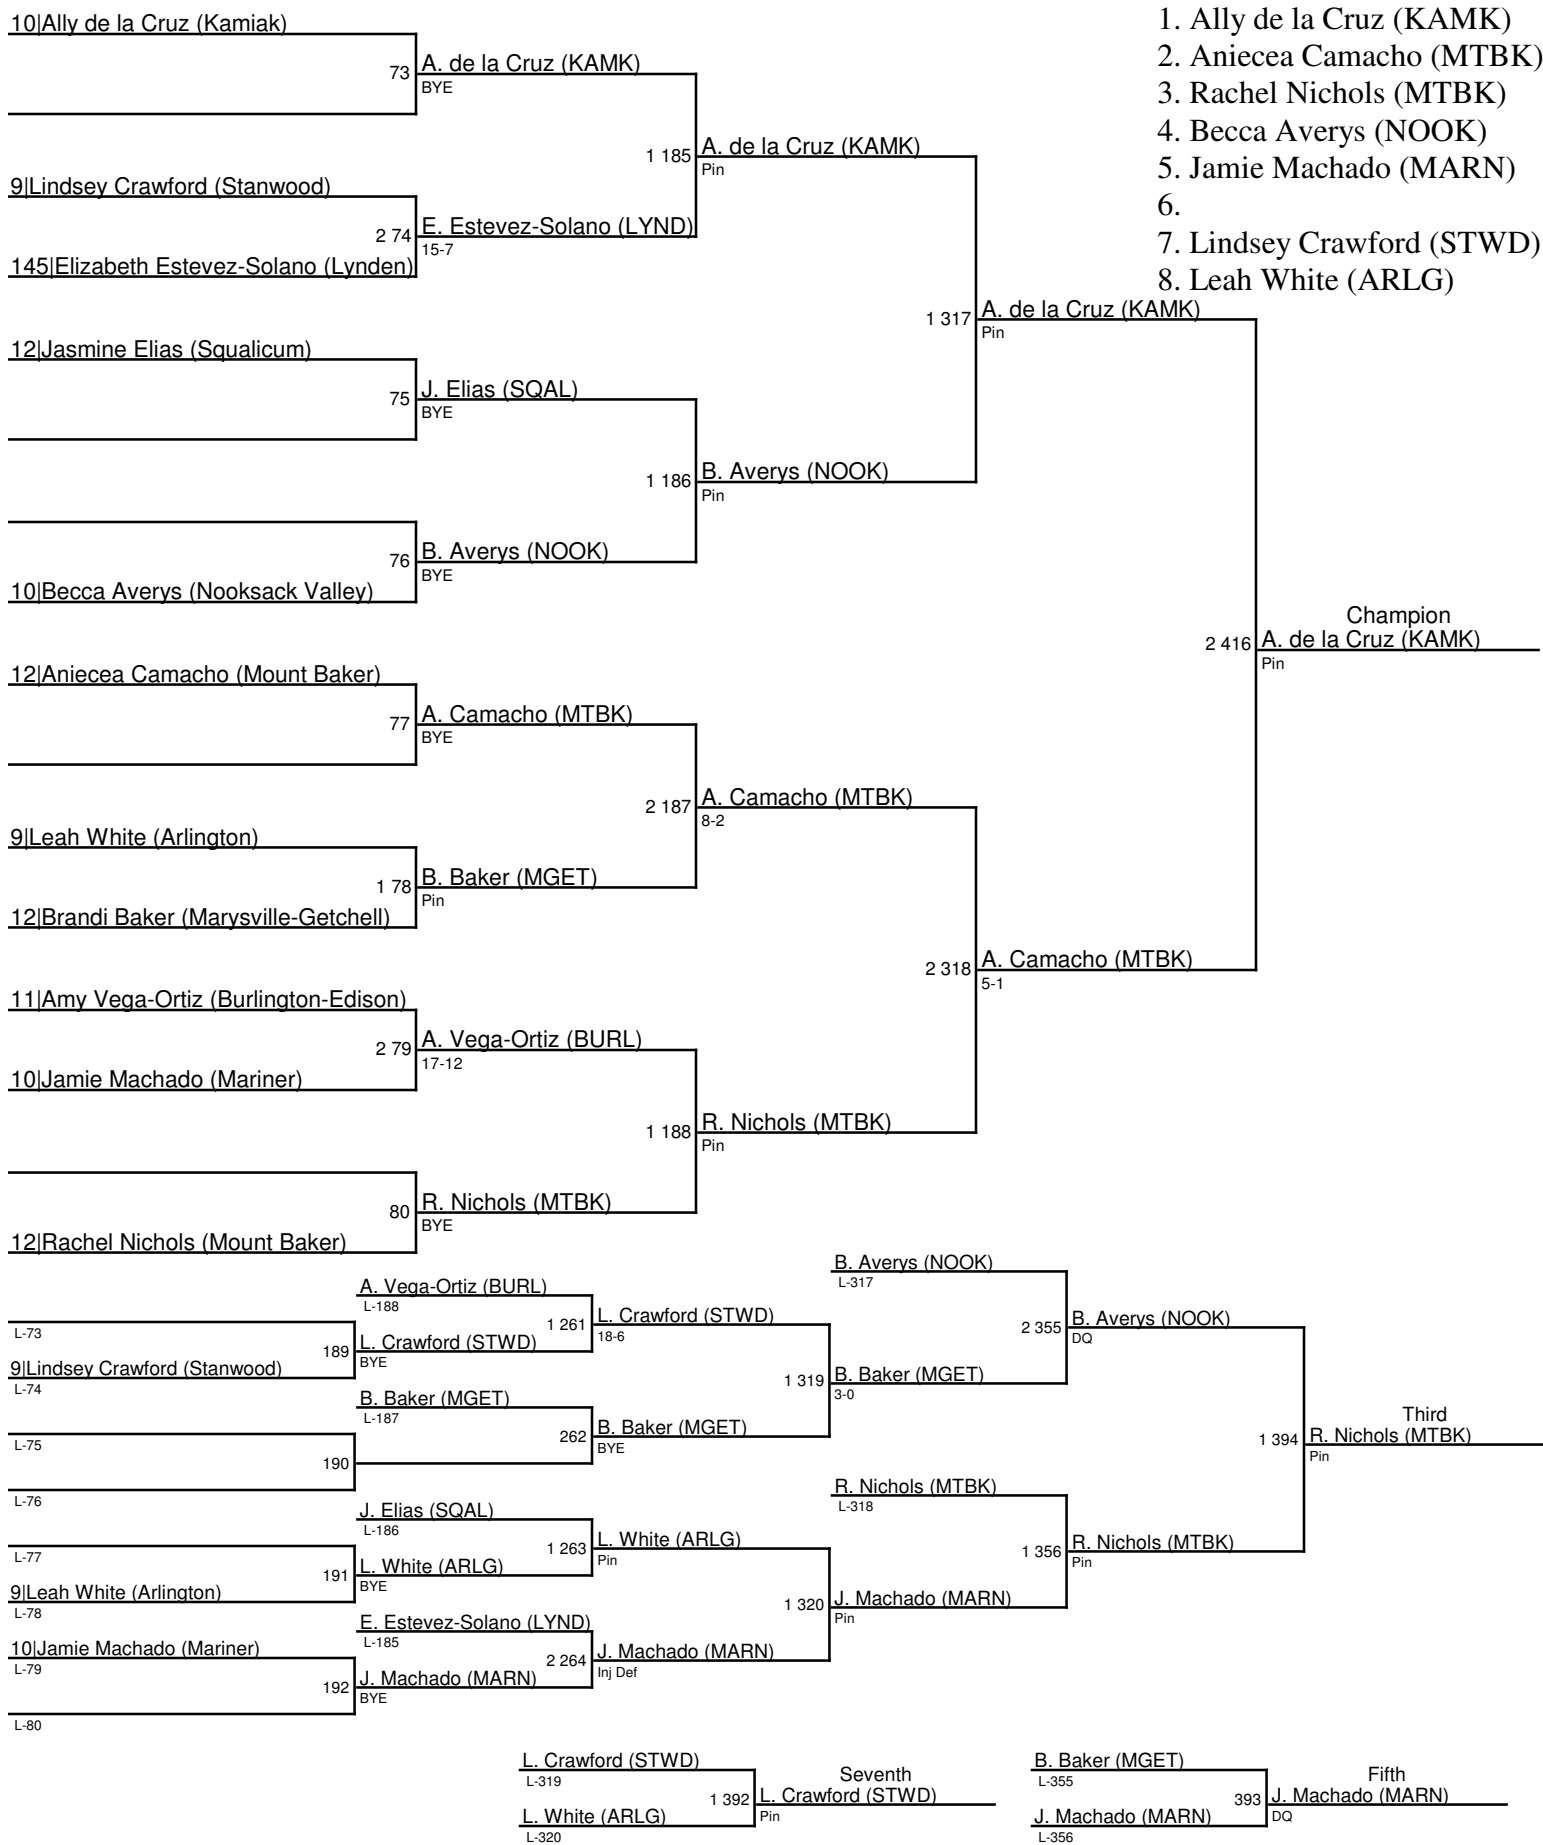 10|Ally de la Cruz (Kamiak)
73
A. de la Cruz (KAMK)
BYE
1 185
A. de la Cruz (KAMK)
Pin
9|Lindsey Crawford (Stanwood)
2 74
E. Estevez-Solano (LYND)
15-7
145|Elizabeth Estevez-Solano (Lynden)
1 317
A. de la Cruz (KAMK)
Pin
12|Jasmine Elias (Squalicum)
75
J. Elias (SQAL)
BYE
1 186
B. Averys (NOOK)
Pin
76
B. Averys (NOOK)
BYE
10|Becca Averys (Nooksack Valley)
1. Ally de la Cruz (KAMK)
2. Aniecea Camacho (MTBK)
3. Rachel Nichols (MTBK)
4. Becca Averys (NOOK)
5. Jamie Machado (MARN)
6.
7. Lindsey Crawford (STWD)
8. Leah White (ARLG)
Champion
2 416
A. de la Cruz (KAMK)
Pin
12|Aniecea Camacho (Mount Baker)
77
A. Camacho (MTBK)
BYE
2 187
A. Camacho (MTBK)
8-2
9|Leah White (Arlington)
1 78
B. Baker (MGET)
Pin
12|Brandi Baker (Marysville-Getchell)
2 318
A. Camacho (MTBK)
5-1
11|Amy Vega-Ortiz (Burlington-Edison)
2 79
A. Vega-Ortiz (BURL)
17-12
10|Jamie Machado (Mariner)
1 188
R. Nichols (MTBK)
Pin
80
R. Nichols (MTBK)
BYE
12|Rachel Nichols (Mount Baker)
A. Vega-Ortiz (BURL)
L-188
L-73
189
L. Crawford (STWD)
BYE
9|Lindsey Crawford (Stanwood)
L-74
1 261
L. Crawford (STWD)
18-6
B. Baker (MGET)
L-187
L-75
190
L-76
262
B. Baker (MGET)
BYE
1 319
B. Baker (MGET)
3-0
B. Averys (NOOK)
L-317
2 355
B. Averys (NOOK)
DQ
J. Elias (SQAL)
L-186
L-77
191
L. White (ARLG)
BYE
9|Leah White (Arlington)
L-78
1 263
L. White (ARLG)
Pin
E. Estevez-Solano (LYND)
L-185
10|Jamie Machado (Mariner)
L-79
192
J. Machado (MARN)
BYE
L-80
2 264
J. Machado (MARN)
Inj Def
1 320
J. Machado (MARN)
Pin
R. Nichols (MTBK)
L-318
1 356
R. Nichols (MTBK)
Pin
Third
1 394
R. Nichols (MTBK)
Pin
L. Crawford (STWD)
L-319
L. White (ARLG)
L-320
Seventh
1 392
L. Crawford (STWD)
Pin
B. Baker (MGET)
L-355
J. Machado (MARN)
L-356
Fifth
393
J. Machado (MARN)
DQ